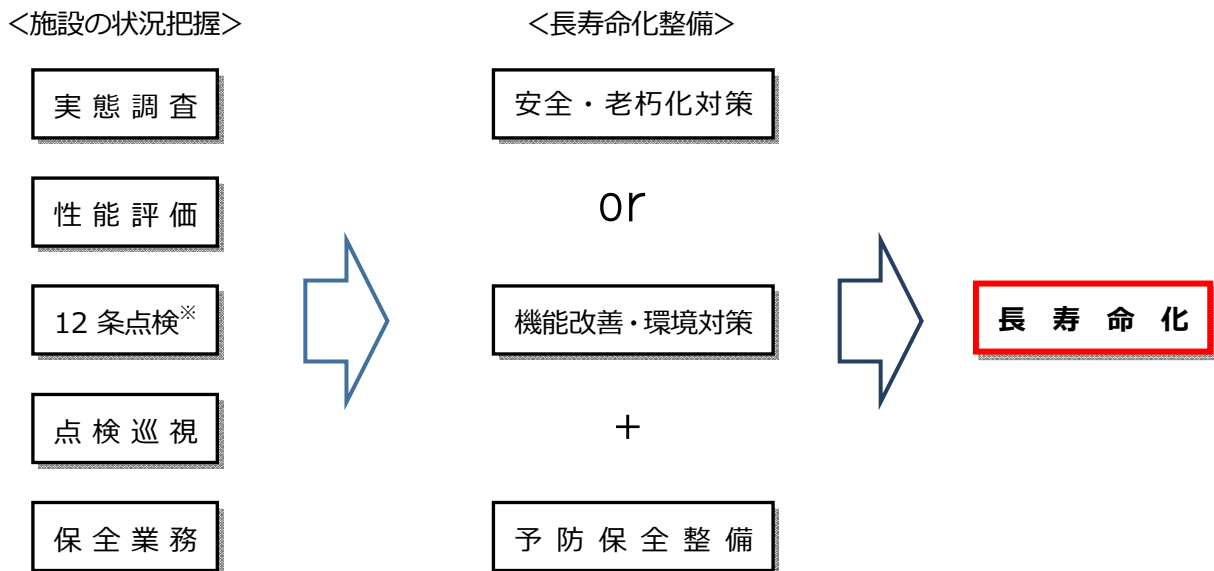 ＜施設の状況把握＞
実態調査
性能評価
12 条点検※
点検巡視
保全業務
＜長寿命化整備＞
安全・老朽化対策
or
機能改善・環境対策
＋
予防保全整備
長寿命化